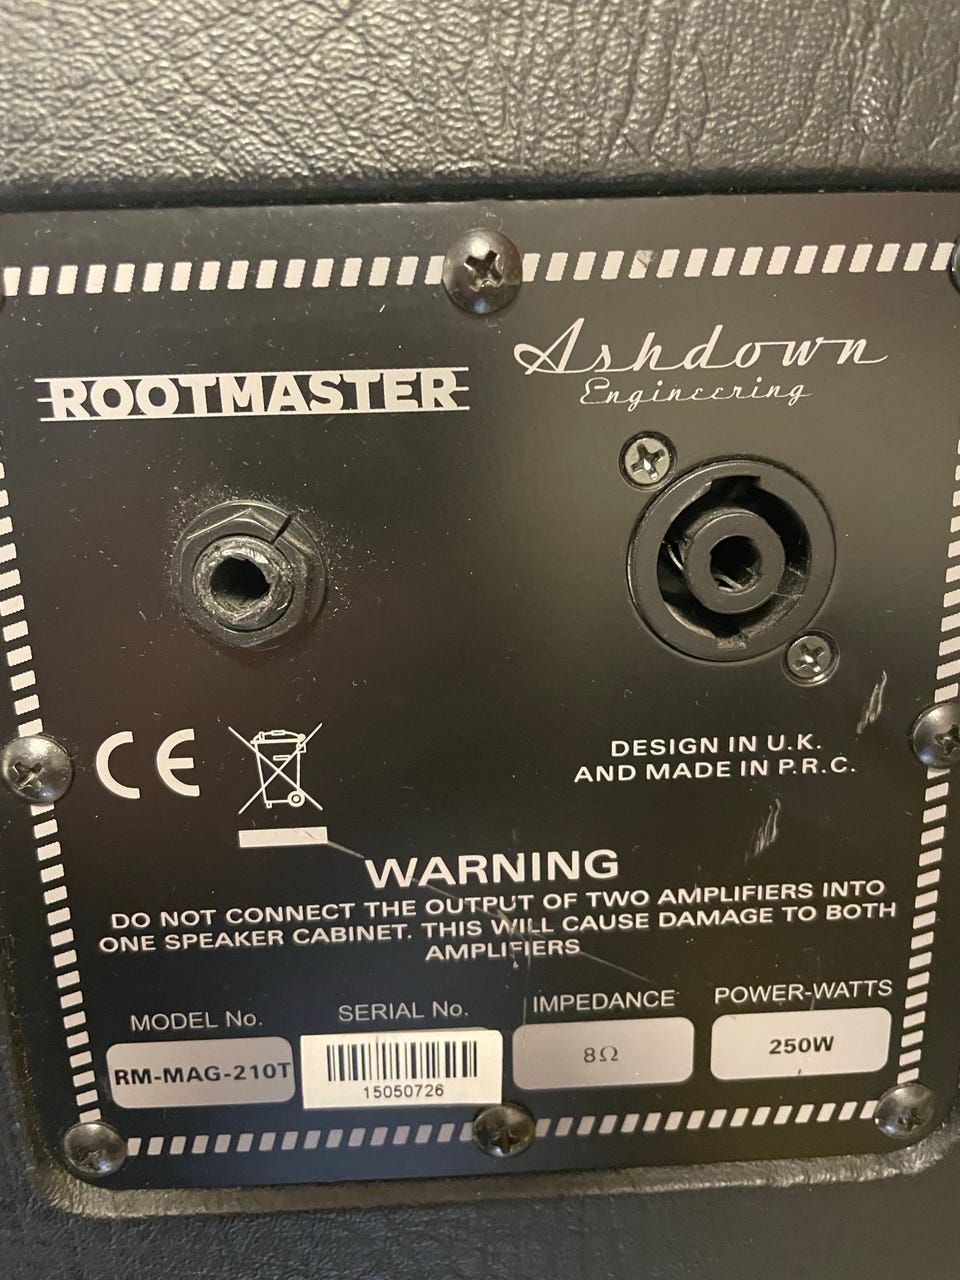 ROOTMASTER
Ashdown
Engineering
CE
DESIGN IN U.K.
AND MADE IN P.R.C.
WARNING
DO NOT CONNECT THE OUTPUT OF TWO AMPLIFIERS INTO
ONE SPEAKER CABINET. THIS WILL CAUSE DAMAGE TO BOTH
AMPLIFIERS
MODEL No. SERIAL No. IMPEDANCE POWER-WATTS
RM-MAG-210T 15050726 8Ω 250W